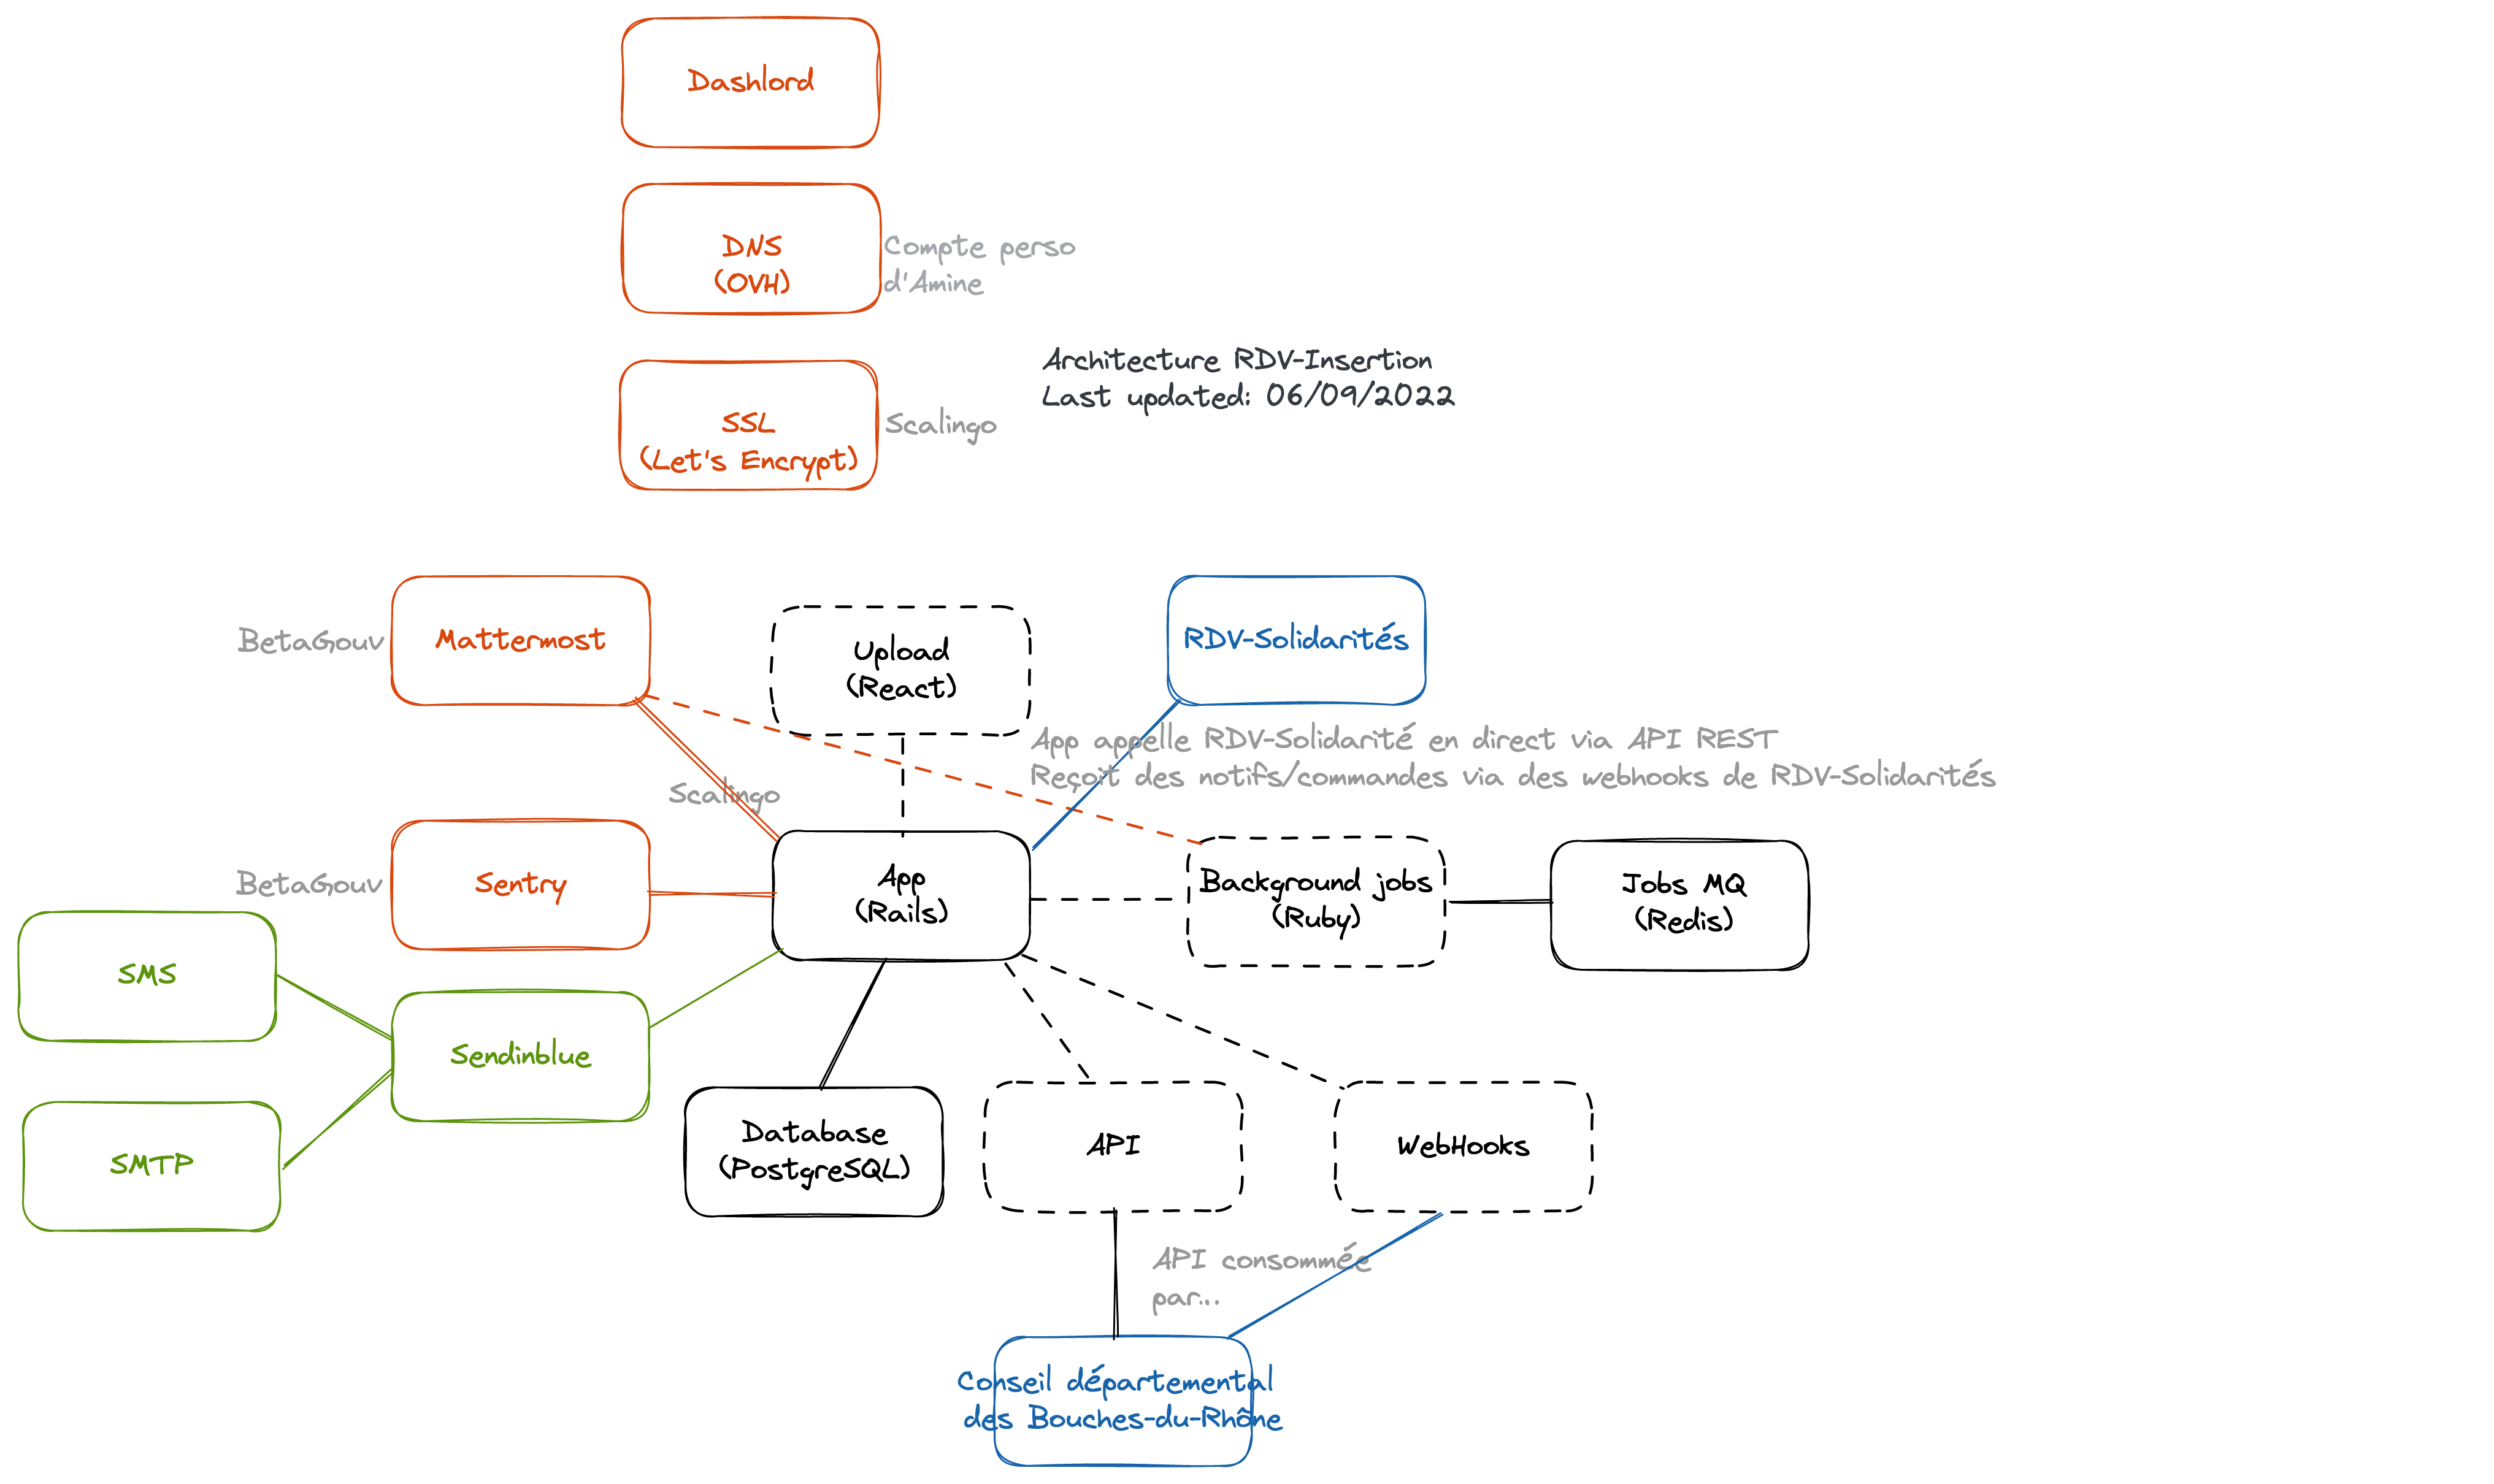 Dashlord
DNS
(OVH)
Compte perso
d'Amine
Architecture RDV-Insertion
Last updated: 06/09/2022
SSL
(Let's Encrypt)
Scalingo
BetaGouv
Mattermost
Upload
(React)
RDV-Solidarités
App appelle RDV-Solidarité en direct via API REST
Reçoit des notifs/commandes via des webhooks de RDV-Solidarités
Scalingo
BetaGouv
Sentry
App
(Rails)
Background jobs
(Ruby)
Jobs MQ
(Redis)
SMS
Sendinblue
SMTP
Database
(PostgreSQL)
API
WebHooks
API consommée
par...
Conseil départemental
des Bouches-du-Rhône